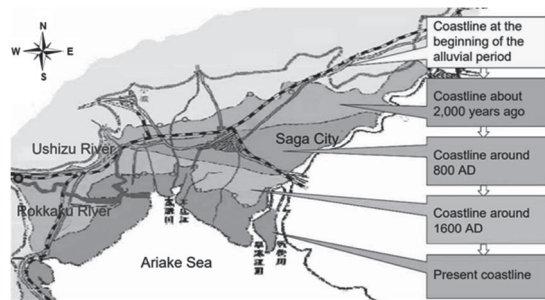 N
W E
S
Coastline at the
beginning of the
alluvial period
Coastline about
2,000 years ago
Ushizu River
Saga City
Coastline around
800 AD
Rokkaku River
Coastline around
1600 AD
Ariake Sea
Present coastline